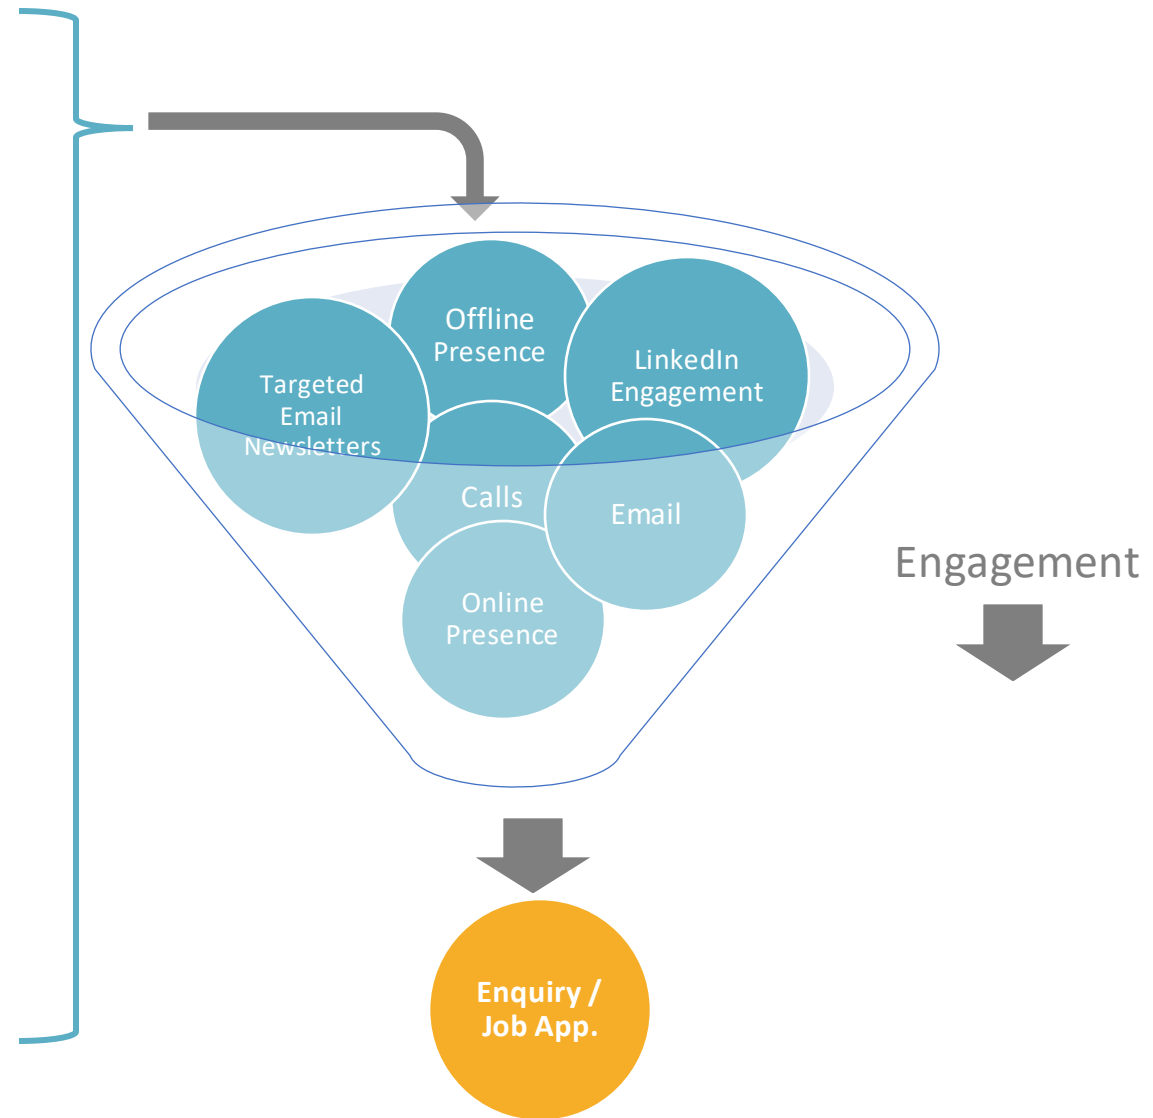 Offline
Presence
LinkedIn
Engagement
Targeted
Email
Newsletters
Calls
Email
Online
Presence
Engagement
Enquiry /
Job App.